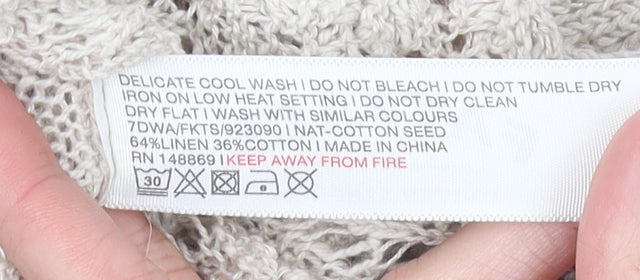 DELICATE COOL WASH | DO NOT BLEACH | DO NOT TUMBLE DRY
IRON ON LOW HEAT SETTING | DO NOT DRY CLEAN
DRY FLAT | WASH WITH SIMILAR COLOURS
7DWA/FKTS/923090 | NAT-COTTON SEED
64%LINEN 36%COTTON | MADE IN CHINA
RN 148869 | KEEP AWAY FROM FIRE
30